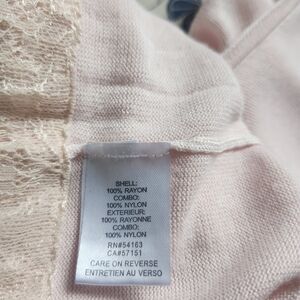 SHELL:
100% RAYON
COMBO:
100% NYLON
EXTERIEUR:
100% RAYONNE
COMBO:
100% NYLON
RN#54163
CA#57151
CARE ON REVERSE
ENTRETIEN AU VERSO